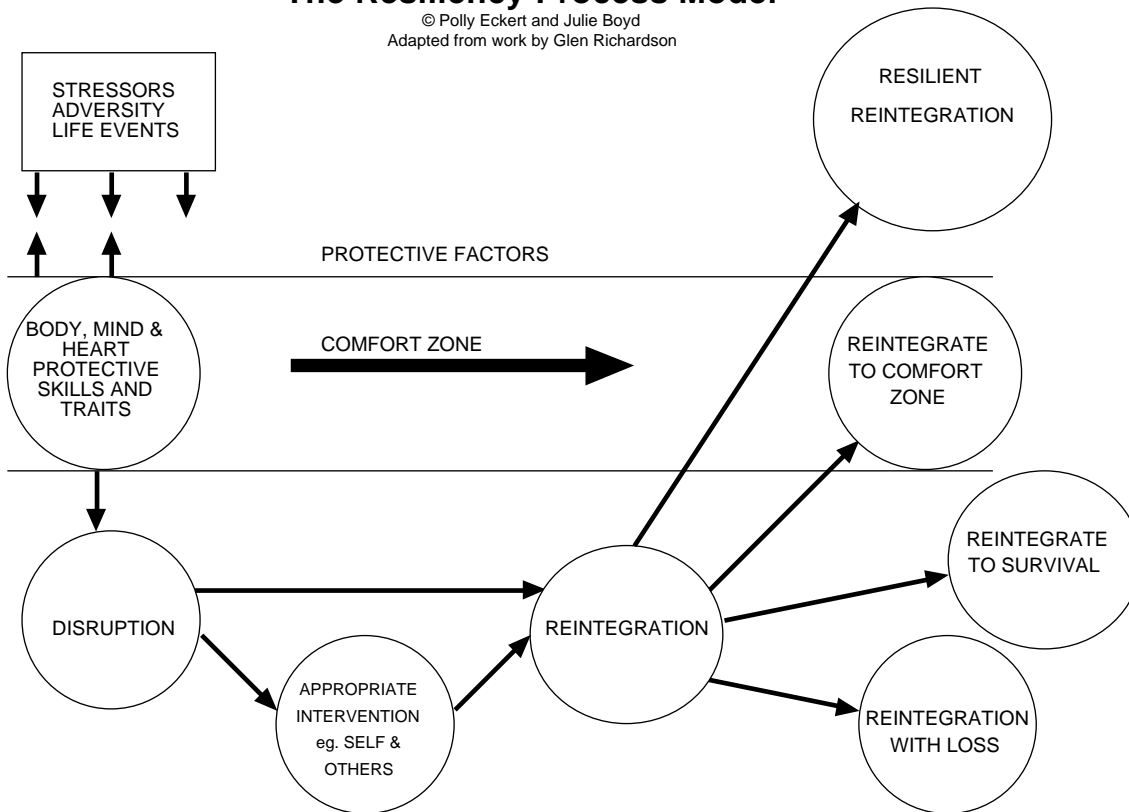 The Resiliency Process Model
© Polly Eckert and Julie Boyd
Adapted from work by Glen Richardson
STRESSORS
ADVERSITY
LIFE EVENTS
RESILIENT
REINTEGRATION
PROTECTIVE FACTORS
BODY, MIND &
HEART
PROTECTIVE
SKILLS AND
TRAITS
COMFORT ZONE
REINTEGRATE
TO COMFORT
ZONE
REINTEGRATE
TO SURVIVAL
DISRUPTION
REINTEGRATION
APPROPRIATE
INTERVENTION
eg. SELF &
OTHERS
REINTEGRATION
WITH LOSS